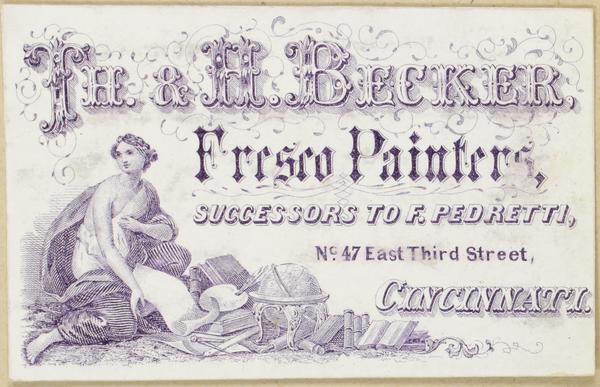 Th. & H. Becker,
Fresco Painters,
SUCCESSORS TO F. PEDRETTI,
No. 47 East Third Street,
Cincinnati.